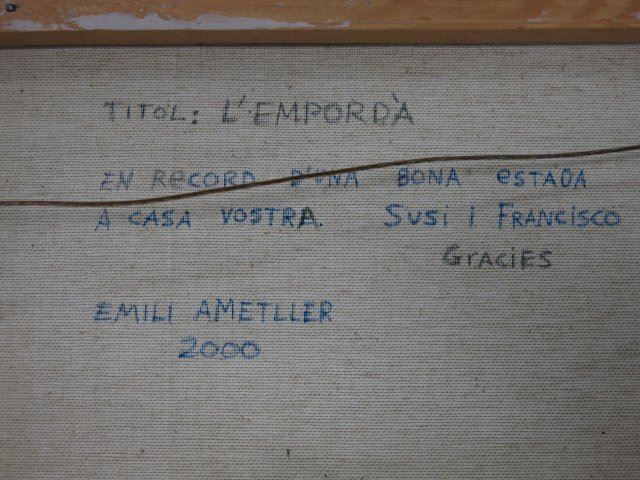 TITOL: L'EMPORDÀ
EN RECORD D'UNA BONA ESTADA
A CASA VOSTRA. SUSI I FRANCISCO
GRACIES
EMILI AMETLLER
2000